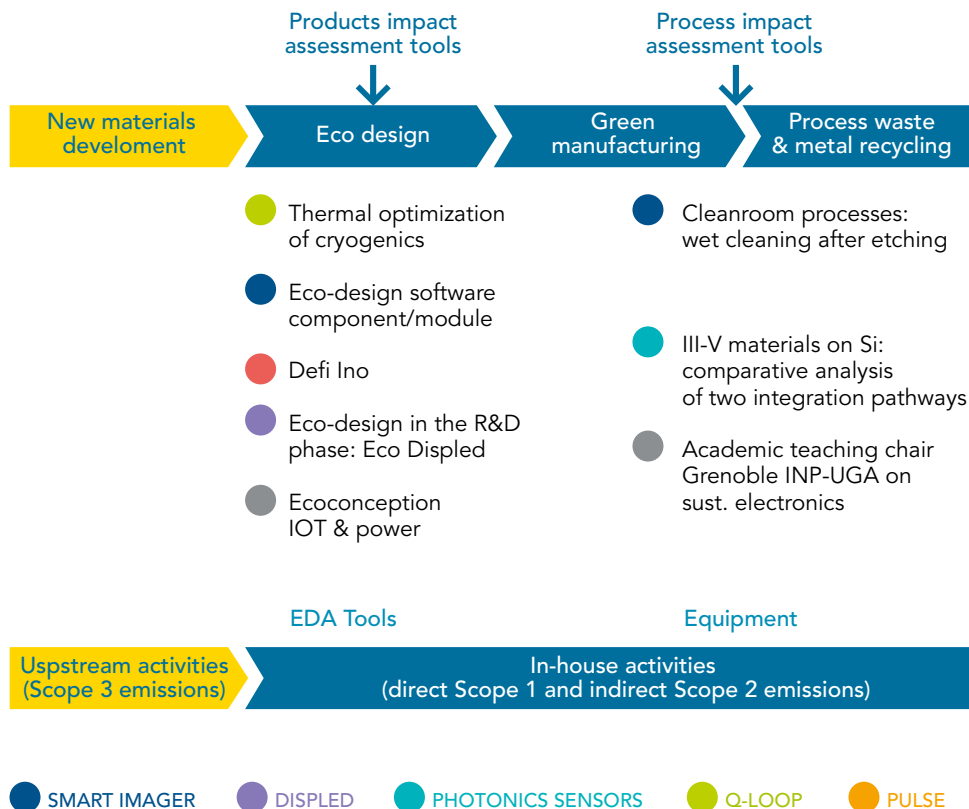 Products impact
assessment tools
Process impact
assessment tools
New materials
develoment
Eco design
Green
manufacturing
Process waste
& metal recycling
Thermal optimization
of cryogenics
Eco-design software
component/module
Defi Ino
Eco-design in the R&D
phase: Eco Displed
Ecoconception
IOT & power
Cleanroom processes:
wet cleaning after etching
III-V materials on Si:
comparative analysis
of two integration pathways
Academic teaching chair
Grenoble INP-UGA on
sust. electronics
EDA Tools
Equipment
Uspstream activities
(Scope 3 emissions)
In-house activities
(direct Scope 1 and indirect Scope 2 emissions)
SMART IMAGER
DISPLED
PHOTONICS SENSORS
Q-LOOP
PULSE